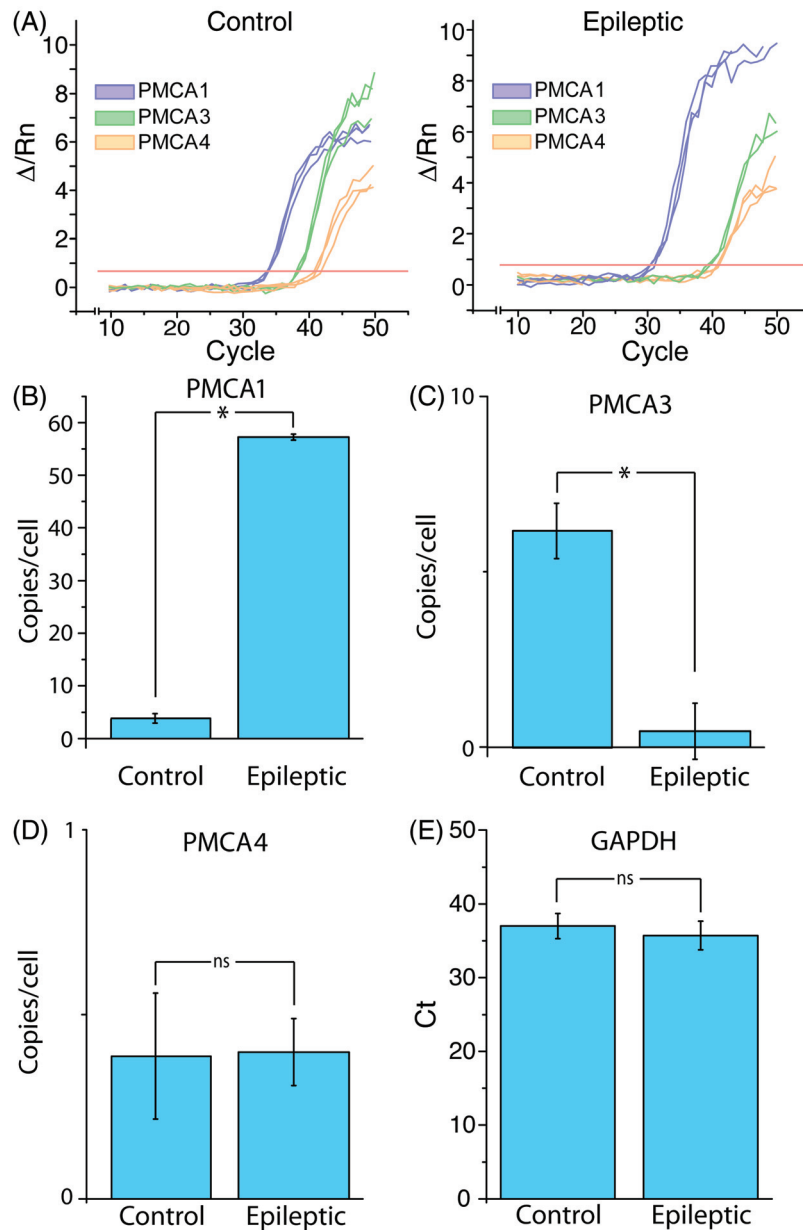 (A)
Control
Epileptic
10
8
6
4
2
0
Δ/Rn
PMCA1
PMCA3
PMCA4
10 20 30 40 50
Cycle
10
8
6
4
2
0
Δ/Rn
PMCA1
PMCA3
PMCA4
10 20 30 40 50
Cycle
(B)
PMCA1
60
50
40
30
20
10
5
0
Copies/cell
*
Control Epileptic
(C)
PMCA3
10
0
Copies/cell
*
Control Epileptic
(D)
PMCA4
1
0
Copies/cell
ns
Control Epileptic
(E)
GAPDH
50
40
30
20
10
0
Ct
ns
Control Epileptic